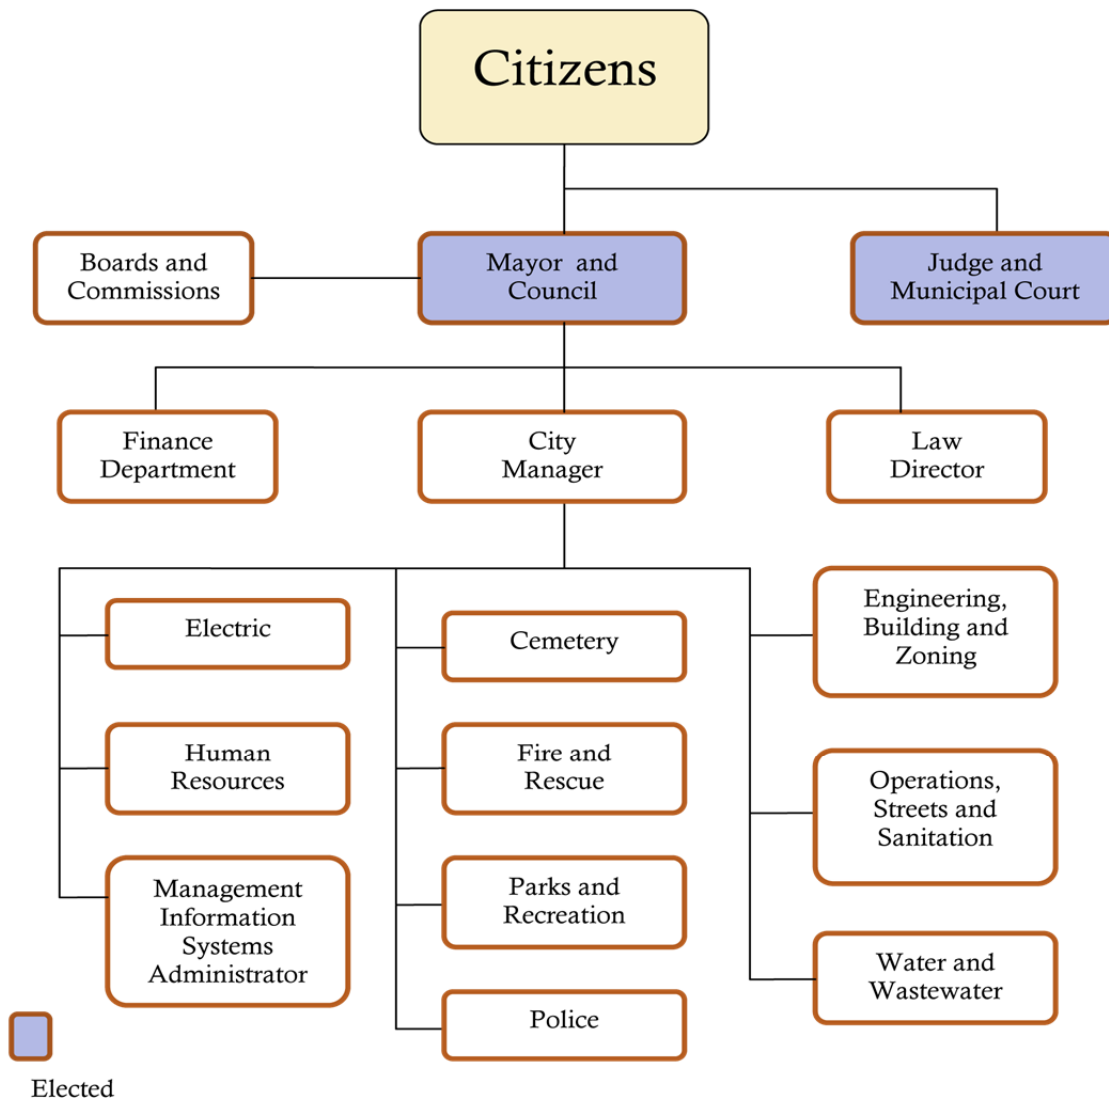 Citizens
Boards and
Commissions
Mayor and
Council
Judge and
Municipal Court
Finance
Department
City
Manager
Law
Director
Electric
Human
Resources
Management
Information
Systems
Administrator
Cemetery
Fire and
Rescue
Parks and
Recreation
Police
Engineering,
Building and
Zoning
Operations,
Streets and
Sanitation
Water and
Wastewater
Elected